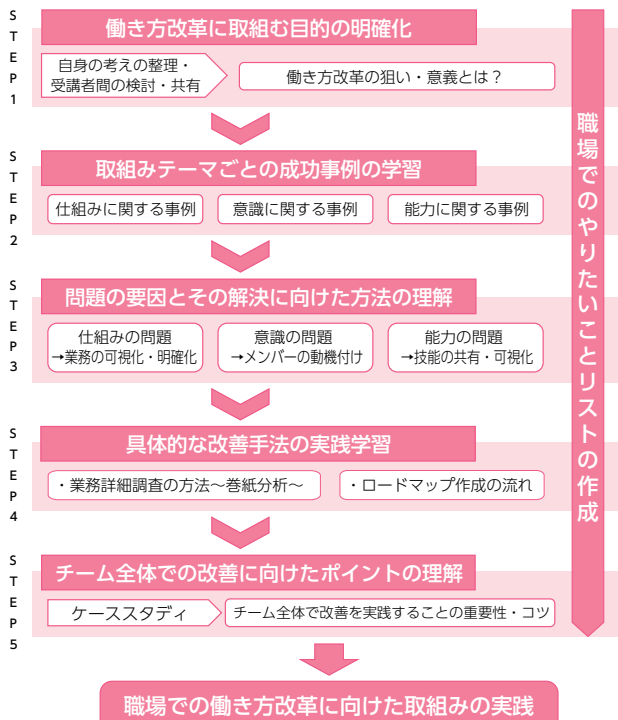 STEP1
働き方改革に取組む目的の明確化
自身の考えの整理・
受講者間の検討・共有
働き方改革の狙い・意義とは？
STEP2
取組みテーマごとの成功事例の学習
仕組みに関する事例
意識に関する事例
能力に関する事例
STEP3
問題の要因とその解決に向けた方法の理解
仕組みの問題
→業務の可視化・明確化
意識の問題
→メンバーの動機付け
能力の問題
→技能の共有・可視化
STEP4
具体的な改善手法の実践学習
・業務詳細調査の方法～巻紙分析～
・ロードマップ作成の流れ
STEP5
チーム全体での改善に向けたポイントの理解
ケーススタディ
チーム全体で改善を実践することの重要性・コツ
職場でのやりたいことリストの作成
職場での働き方改革に向けた取組みの実践